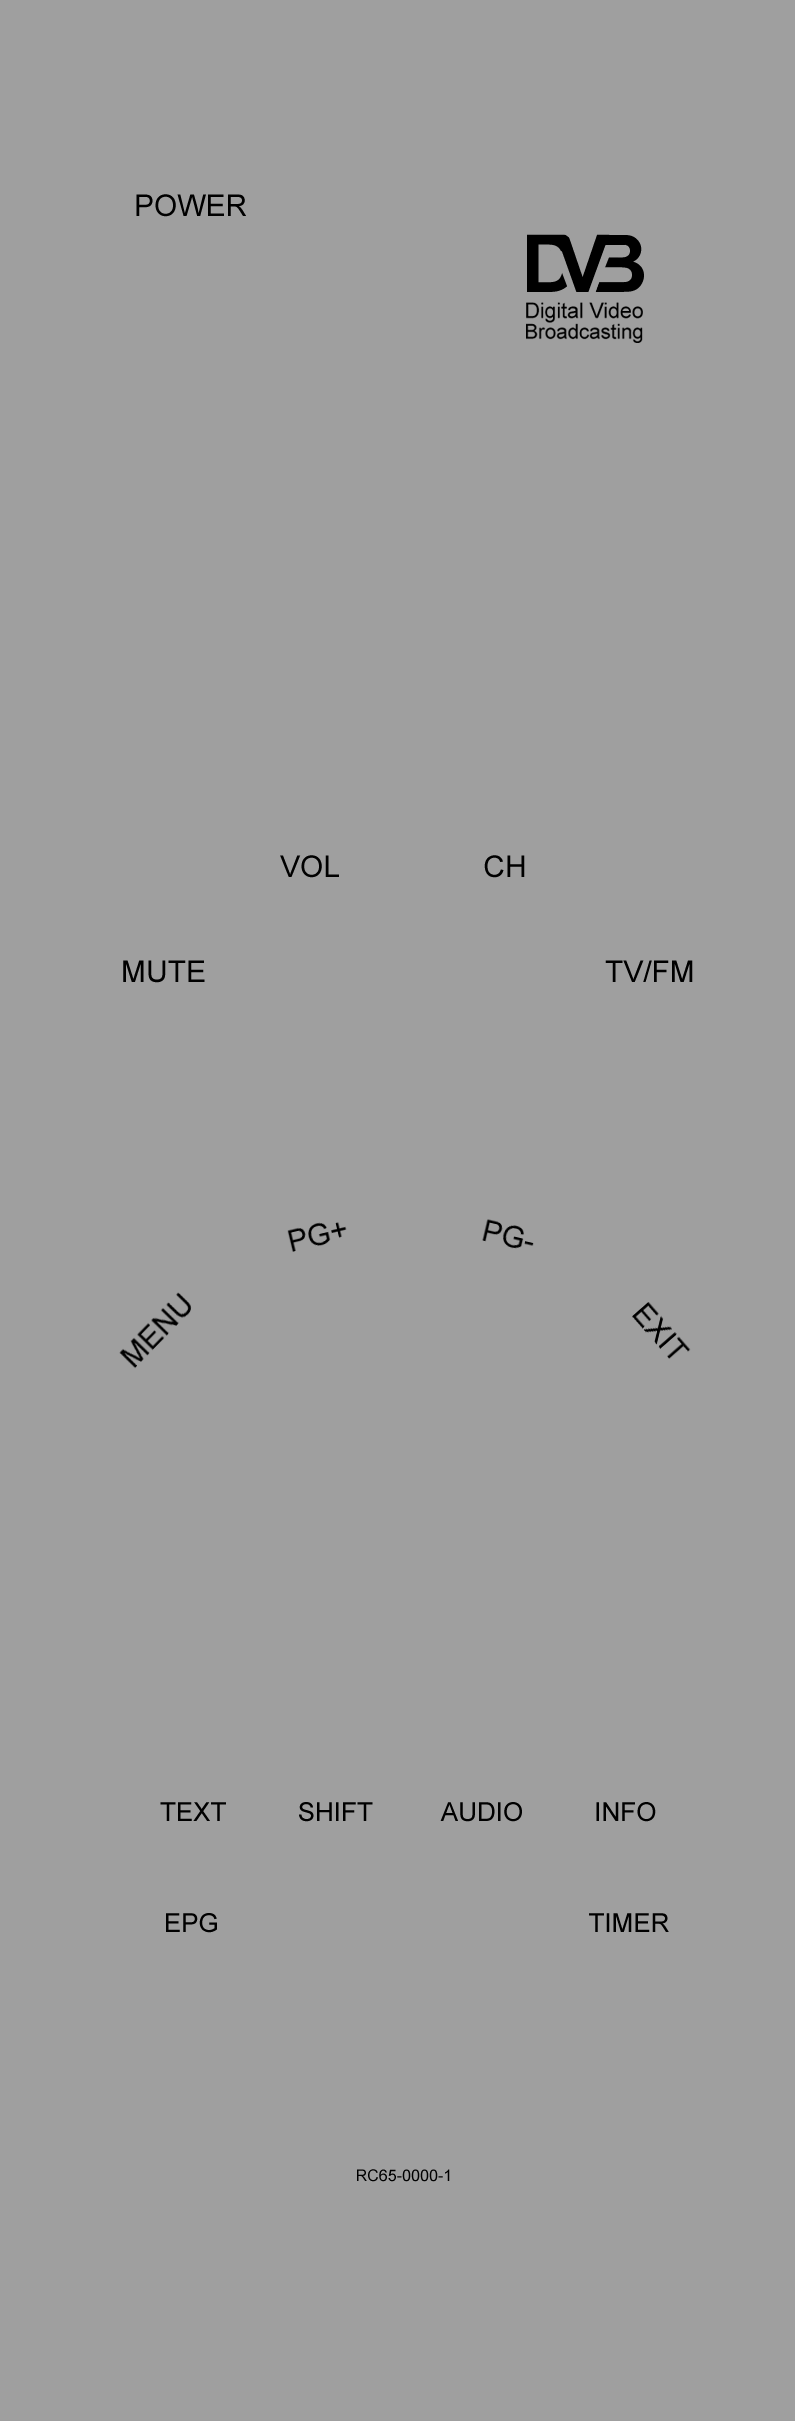 POWER
DVB
Digital Video
Broadcasting
VOL
CH
MUTE
TV/FM
PG+
PG-
MENU
EXIT
TEXT
SHIFT
AUDIO
INFO
EPG
TIMER
RC65-0000-1